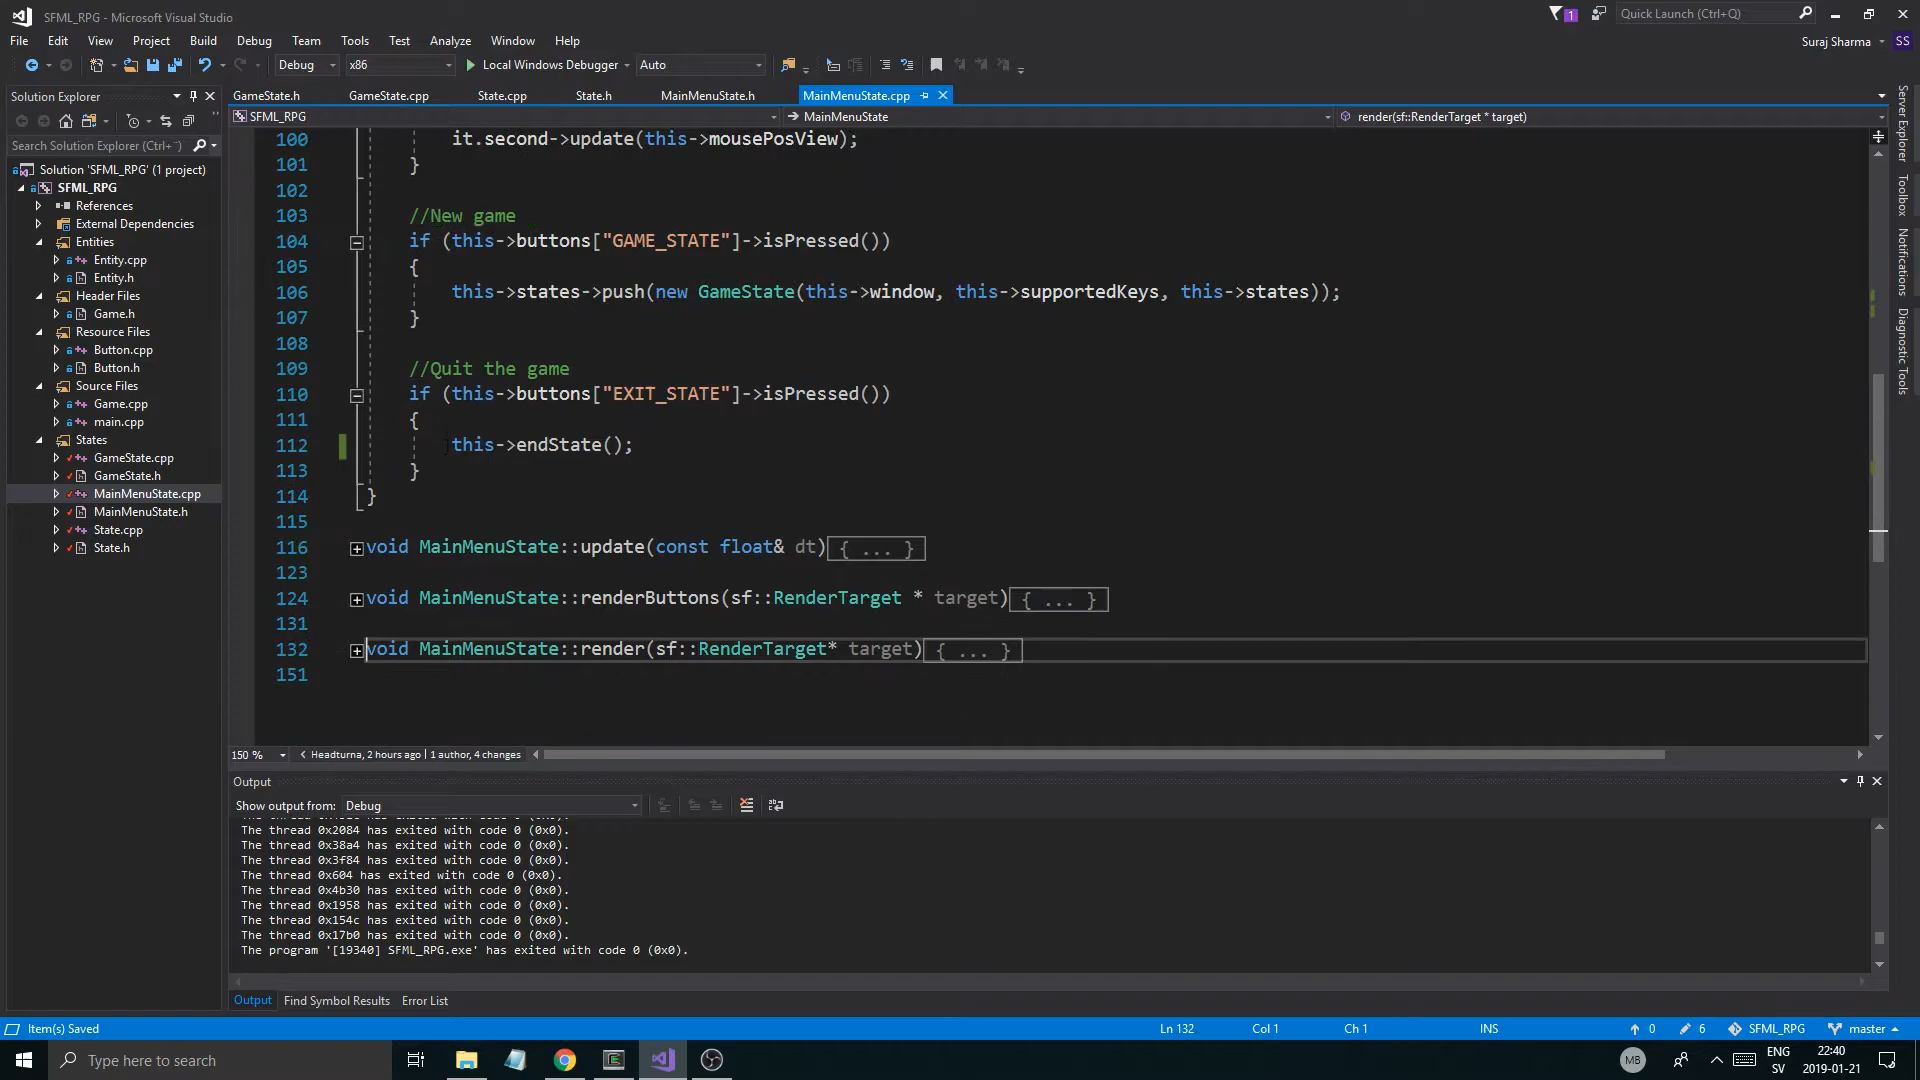 SFML_RPG - Microsoft Visual Studio
1
Quick Launch (Ctrl+Q)
File Edit View Project Build Debug Team Tools Test Analyze Window Help
Suraj Sharma
SS
Debug
x86
Local Windows Debugger
Auto
Solution Explorer
GameState.h
GameState.cpp
State.cpp
State.h
MainMenuState.h
MainMenuState.cpp
SFML_RPG
MainMenuState
render(sf::RenderTarget * target)
Search Solution Explorer (Ctrl+¨)
Solution 'SFML_RPG' (1 project)
SFML_RPG
References
External Dependencies
Entities
Entity.cpp
Entity.h
Header Files
Game.h
Resource Files
Button.cpp
Button.h
Source Files
Game.cpp
main.cpp
States
GameState.cpp
GameState.h
MainMenuState.cpp
MainMenuState.h
State.cpp
State.h
100 it.second->update(this->mousePosView);
101 }
102
103 //New game
104 if (this->buttons["GAME_STATE"]->isPressed())
105 {
106 this->states->push(new GameState(this->window, this->supportedKeys, this->states));
107 }
108
109 //Quit the game
110 if (this->buttons["EXIT_STATE"]->isPressed())
111 {
112 this->endState();
113 }
114 }
115
116 void MainMenuState::update(const float& dt){ ... }
123
124 void MainMenuState::renderButtons(sf::RenderTarget * target){ ... }
131
132 void MainMenuState::render(sf::RenderTarget* target){ ... }
151
Server Explorer
Toolbox
Notifications
Diagnostic Tools
150 %
Headturna, 2 hours ago | 1 author, 4 changes
Output
Show output from: Debug
The thread 0x2084 has exited with code 0 (0x0).
The thread 0x38a4 has exited with code 0 (0x0).
The thread 0x3f84 has exited with code 0 (0x0).
The thread 0x604 has exited with code 0 (0x0).
The thread 0x4b30 has exited with code 0 (0x0).
The thread 0x1958 has exited with code 0 (0x0).
The thread 0x154c has exited with code 0 (0x0).
The thread 0x17b0 has exited with code 0 (0x0).
The program '[19340] SFML_RPG.exe' has exited with code 0 (0x0).
Output Find Symbol Results Error List
Item(s) Saved
Ln 132
Col 1
Ch 1
INS
0
6
SFML_RPG
master
Type here to search
MB
ENG
SV
22:40
2019-01-21